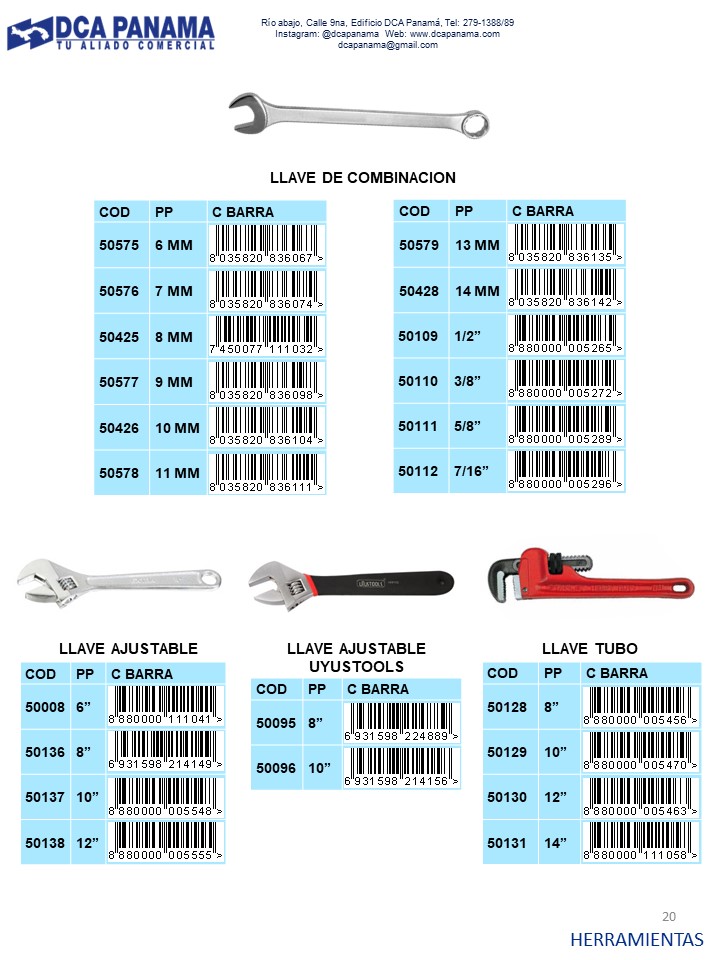 DCA PANAMA
TU ALIADO COMERCIAL
Río abajo, Calle 9na, Edificio DCA Panamá, Tel: 279-1388/89
Instagram: @dcapanama Web: www.dcapanama.com
dcapanama@gmail.com
LLAVE DE COMBINACION
COD PP C BARRA
50575 6 MM 8 035820 836067 >
50576 7 MM 8 035820 836074 >
50425 8 MM 7 450077 111032 >
50577 9 MM 8 035820 836098 >
50426 10 MM 8 035820 836104 >
50578 11 MM 8 035820 836111 >
COD PP C BARRA
50579 13 MM 8 035820 836135 >
50428 14 MM 8 035820 836142 >
50109 1/2” 8 880000 005265 >
50110 3/8” 8 880000 005272 >
50111 5/8” 8 880000 005289 >
50112 7/16” 8 880000 005296 >
UYUSTOOLS
LLAVE AJUSTABLE
COD PP C BARRA
50008 6” 8 880000 111041 >
50136 8” 6 931598 214149 >
50137 10” 8 880000 005548 >
50138 12” 8 880000 005555 >
LLAVE AJUSTABLE
UYUSTOOLS
COD PP C BARRA
50095 8” 6 931598 224889 >
50096 10” 6 931598 214156 >
LLAVE TUBO
COD PP C BARRA
50128 8” 8 880000 005456 >
50129 10” 8 880000 005470 >
50130 12” 8 880000 005463 >
50131 14” 8 880000 111058 >
20
HERRAMIENTAS